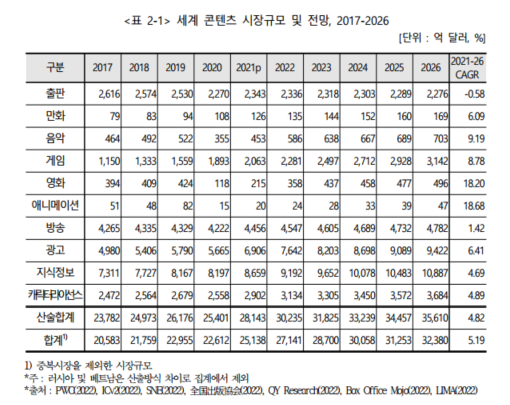 <표 2-1> 세계 콘텐츠 시장규모 및 전망, 2017-2026
[단위 : 억 달러, %]
구분 2017 2018 2019 2020 2021p 2022 2023 2024 2025 2026 2021-26 CAGR
출판 2,616 2,574 2,530 2,270 2,343 2,336 2,318 2,303 2,289 2,276 -0.58
만화 79 83 94 108 126 135 144 152 160 169 6.09
음악 464 492 522 355 453 586 638 667 689 703 9.19
게임 1,150 1,333 1,559 1,893 2,063 2,281 2,497 2,712 2,928 3,142 8.78
영화 394 409 424 118 215 358 437 458 477 496 18.20
애니메이션 51 48 82 15 20 24 28 33 39 47 18.68
방송 4,265 4,335 4,329 4,222 4,456 4,547 4,605 4,689 4,732 4,782 1.42
광고 4,980 5,406 5,790 5,665 6,906 7,642 8,203 8,698 9,089 9,422 6.41
지식정보 7,311 7,727 8,167 8,197 8,659 9,192 9,652 10,078 10,483 10,887 4.69
캐릭터라이선스 2,472 2,564 2,679 2,558 2,902 3,134 3,305 3,450 3,572 3,684 4.89
산술합계 23,782 24,973 26,176 25,401 28,143 30,235 31,825 33,239 34,457 35,610 4.82
합계1) 20,583 21,759 22,955 22,612 25,138 27,141 28,700 30,058 31,253 32,380 5.19
1) 중복시장을 제외한 시장규모
*주 : 러시아 및 베트남은 산출방식 차이로 집계에서 제외
*출처 : PWC(2022), ICv2(2022), SNE(2022), 全国出版協会(2022), QY Research(2022), Box Office Mojo(2022), LIMA(2022)